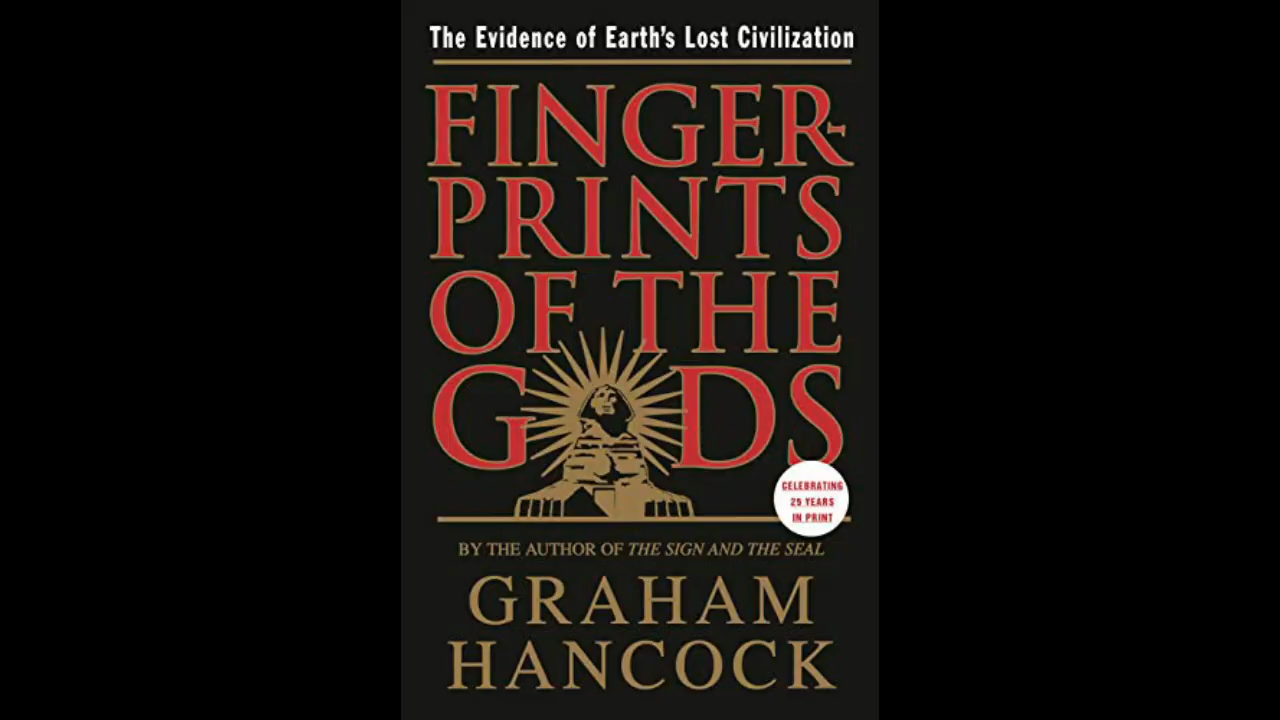 The Evidence of Earth's Lost Civilization
FINGER-
PRINTS
OF THE
GODS
CELEBRATING
25 YEARS
IN PRINT
BY THE AUTHOR OF THE SIGN AND THE SEAL
GRAHAM
HANCOCK